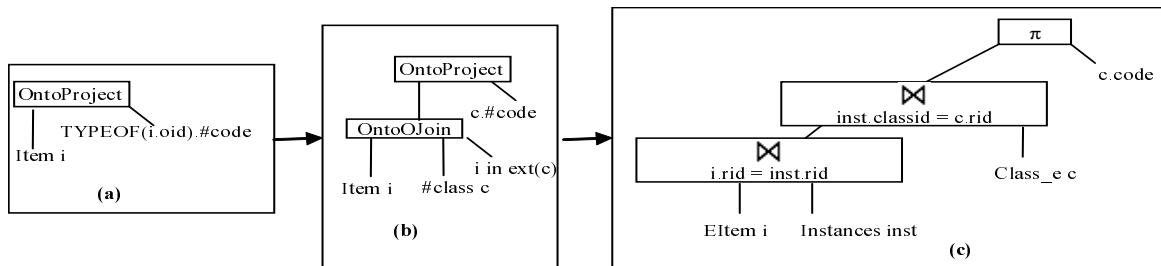 OntoProject
TYPEOF(i.oid).#code
Item i
(a)
OntoProject
c.#code
OntoOJoin
i in ext(c)
Item i
#class c
(b)
π
c.code
⋈
inst.classid = c.rid
⋈
i.rid = inst.rid
Class_e c
EItem i
Instances inst
(c)